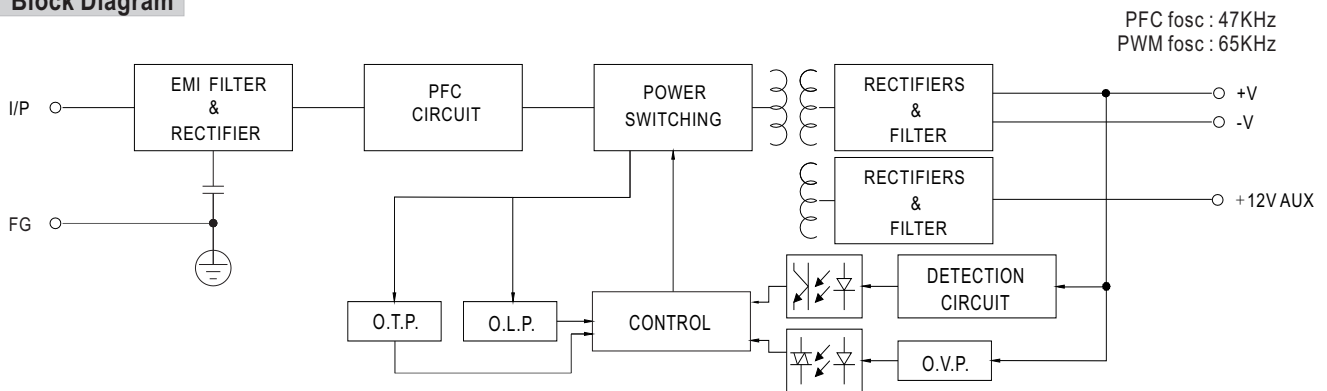 Block Diagram
PFC fosc : 47KHz
PWM fosc : 65KHz
I/P
EMI FILTER
&
RECTIFIER
PFC
CIRCUIT
POWER
SWITCHING
RECTIFIERS
&
FILTER
+V
-V
RECTIFIERS
&
FILTER
+12V AUX
FG
DETECTION
CIRCUIT
O.T.P.
O.L.P.
CONTROL
O.V.P.